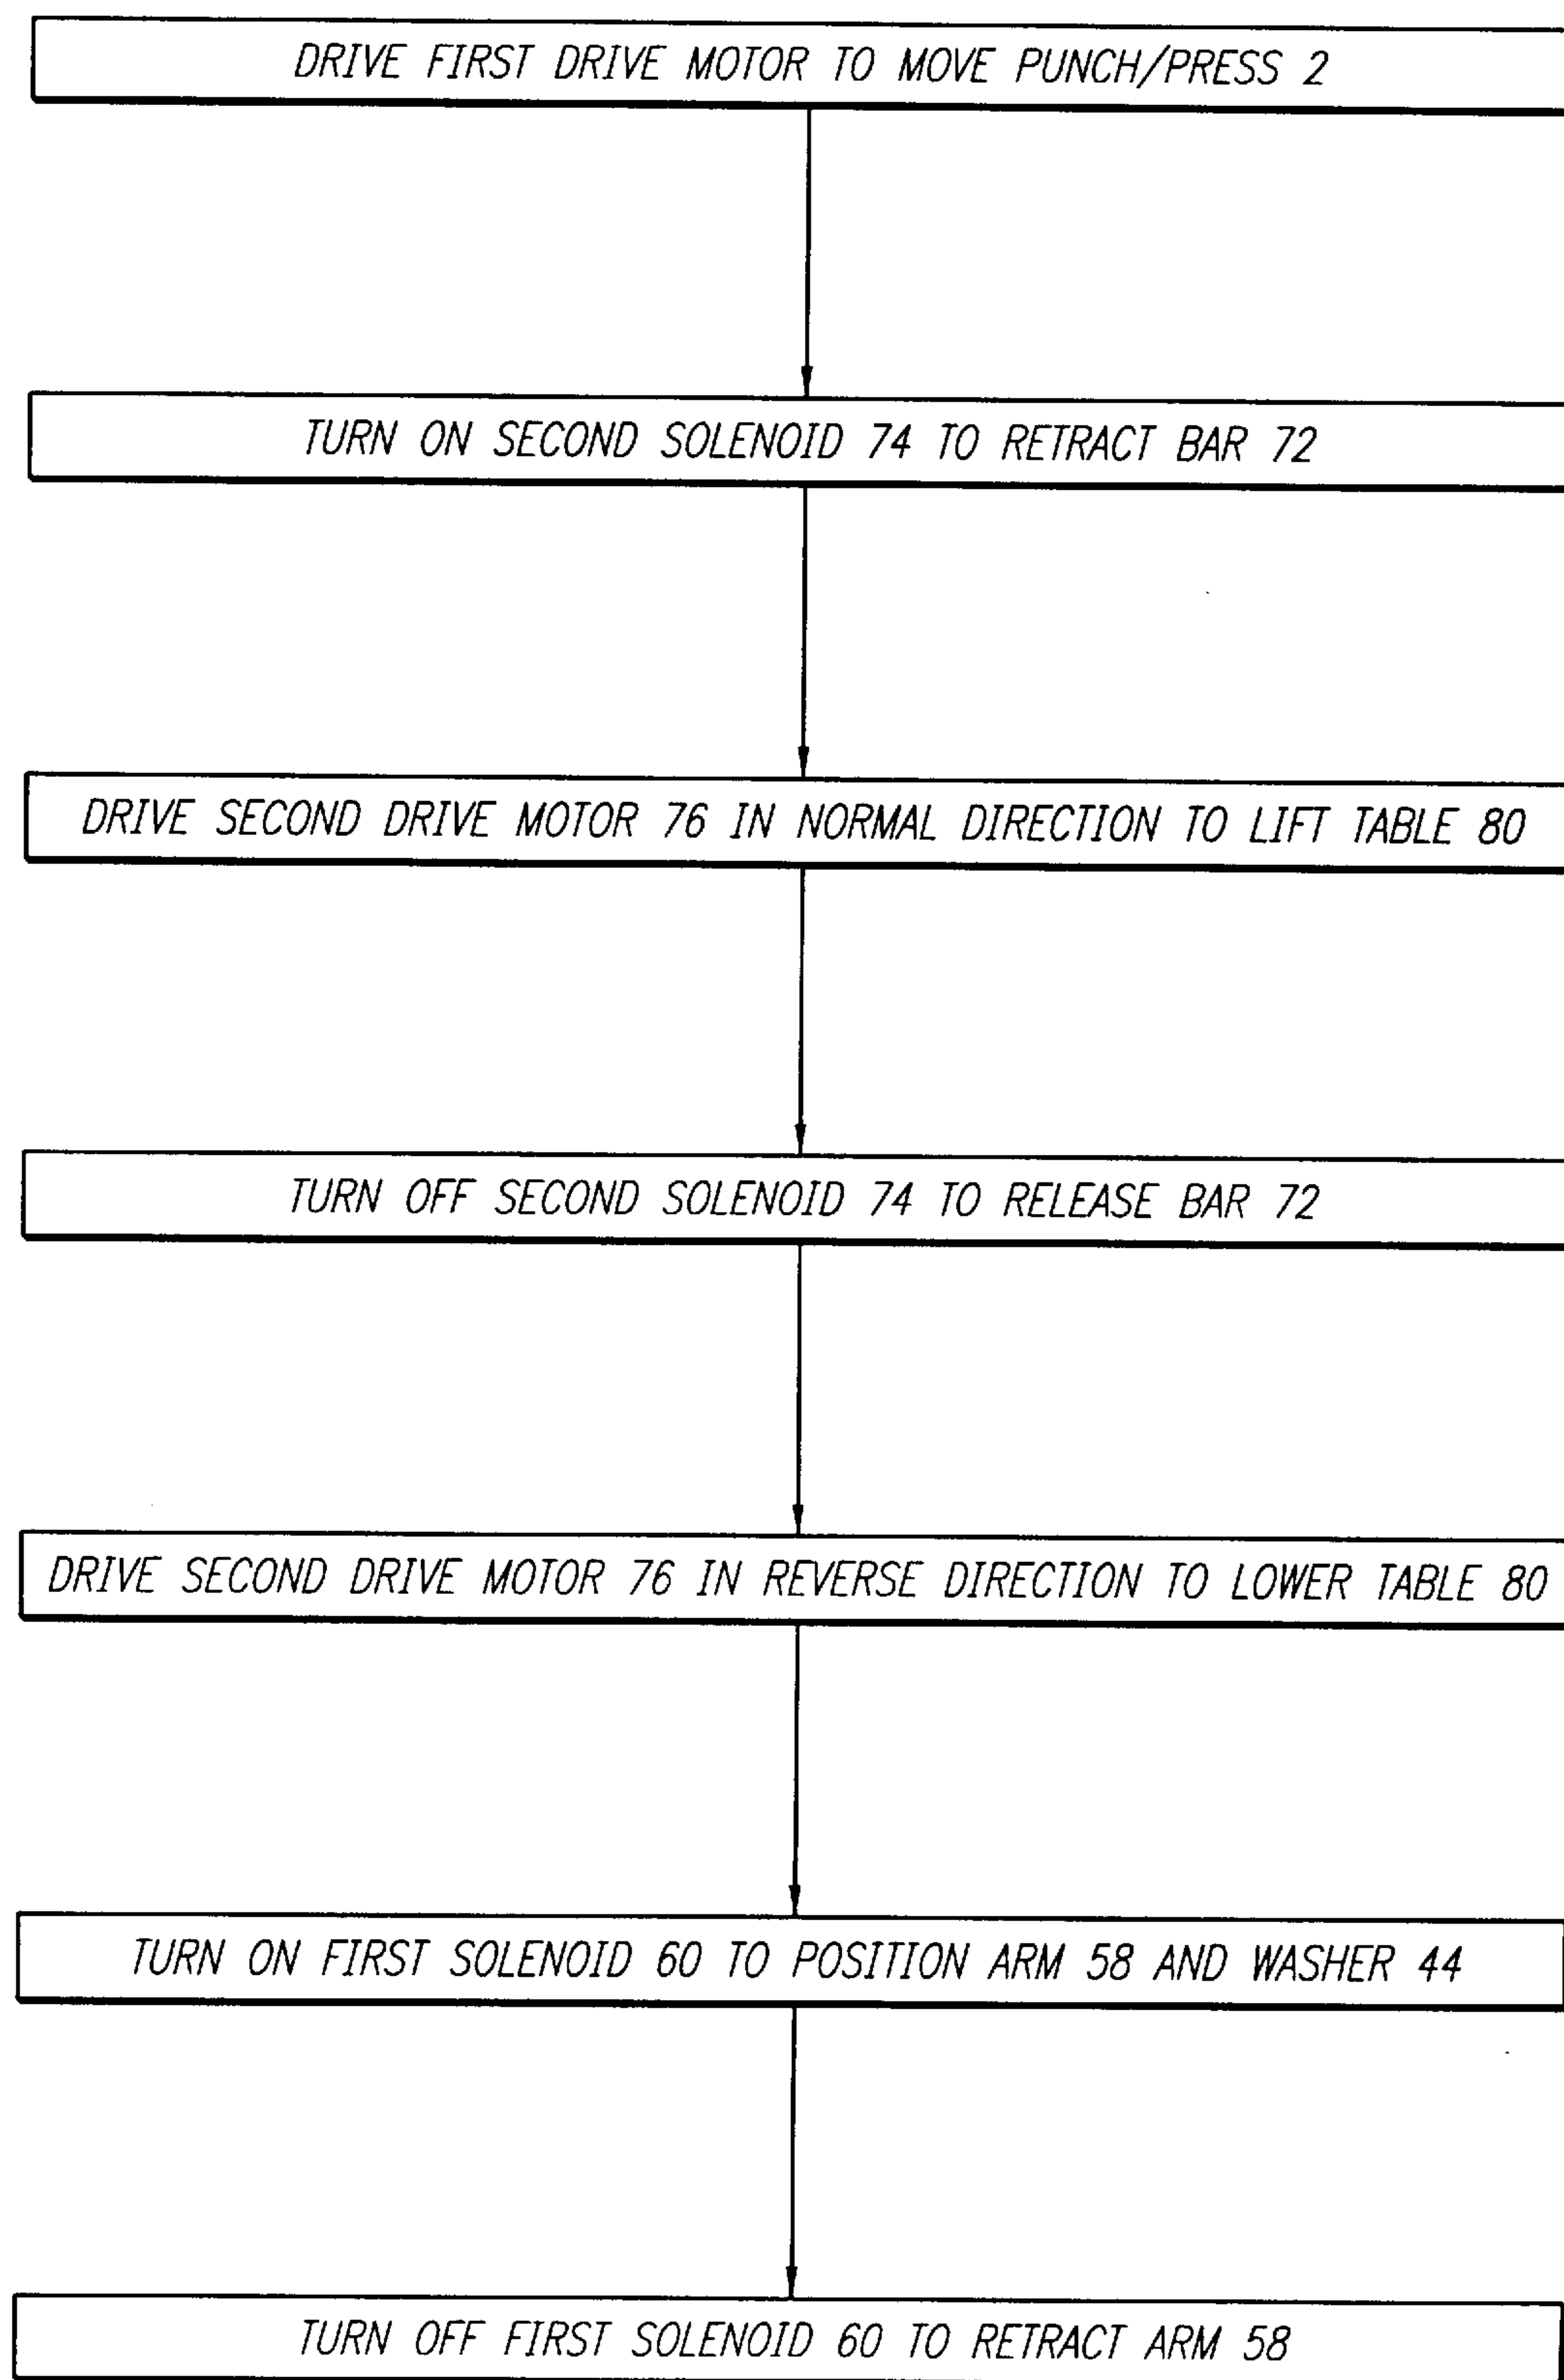 DRIVE FIRST DRIVE MOTOR TO MOVE PUNCH/PRESS 2
TURN ON SECOND SOLENOID 74 TO RETRACT BAR 72
DRIVE SECOND DRIVE MOTOR 76 IN NORMAL DIRECTION TO LIFT TABLE 80
TURN OFF SECOND SOLENOID 74 TO RELEASE BAR 72
DRIVE SECOND DRIVE MOTOR 76 IN REVERSE DIRECTION TO LOWER TABLE 80
TURN ON FIRST SOLENOID 60 TO POSITION ARM 58 AND WASHER 44
TURN OFF FIRST SOLENOID 60 TO RETRACT ARM 58